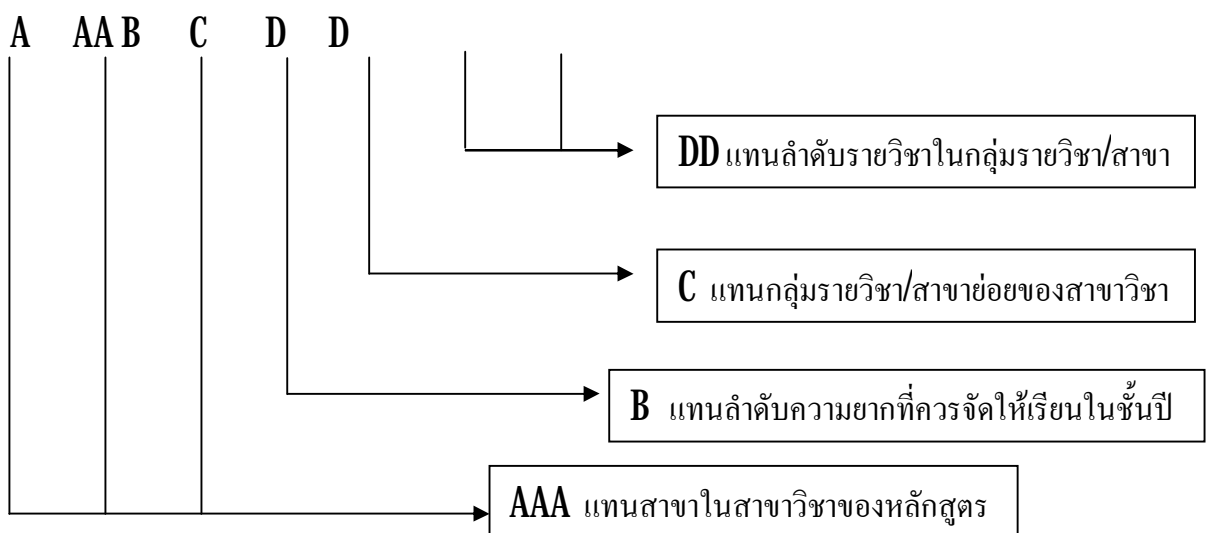 A AA B C D D
DD แทนลำดับรายวิชาในกลุ่มรายวิชา/สาขา
C แทนกลุ่มรายวิชา/สาขาย่อยของสาขาวิชา
B แทนลำดับความยากที่ควรจัดให้เรียนในชั้นปี
AAA แทนสาขาในสาขาวิชาของหลักสูตร